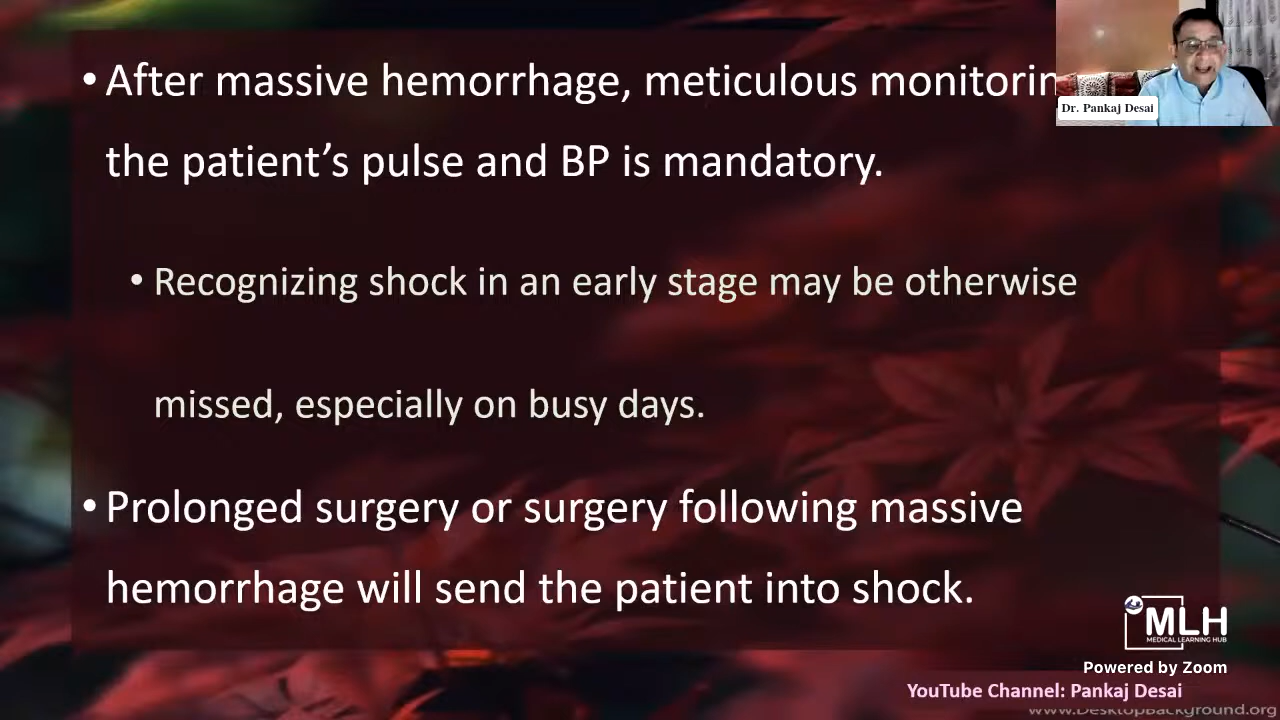 • After massive hemorrhage, meticulous monitorin
Dr. Pankaj Desai
the patient’s pulse and BP is mandatory.
• Recognizing shock in an early stage may be otherwise
missed, especially on busy days.
• Prolonged surgery or surgery following massive
hemorrhage will send the patient into shock.
MLH
MEDICAL LEARNING HUB
Powered by Zoom
YouTube Channel: Pankaj Desai
www.DesktopBackground.org